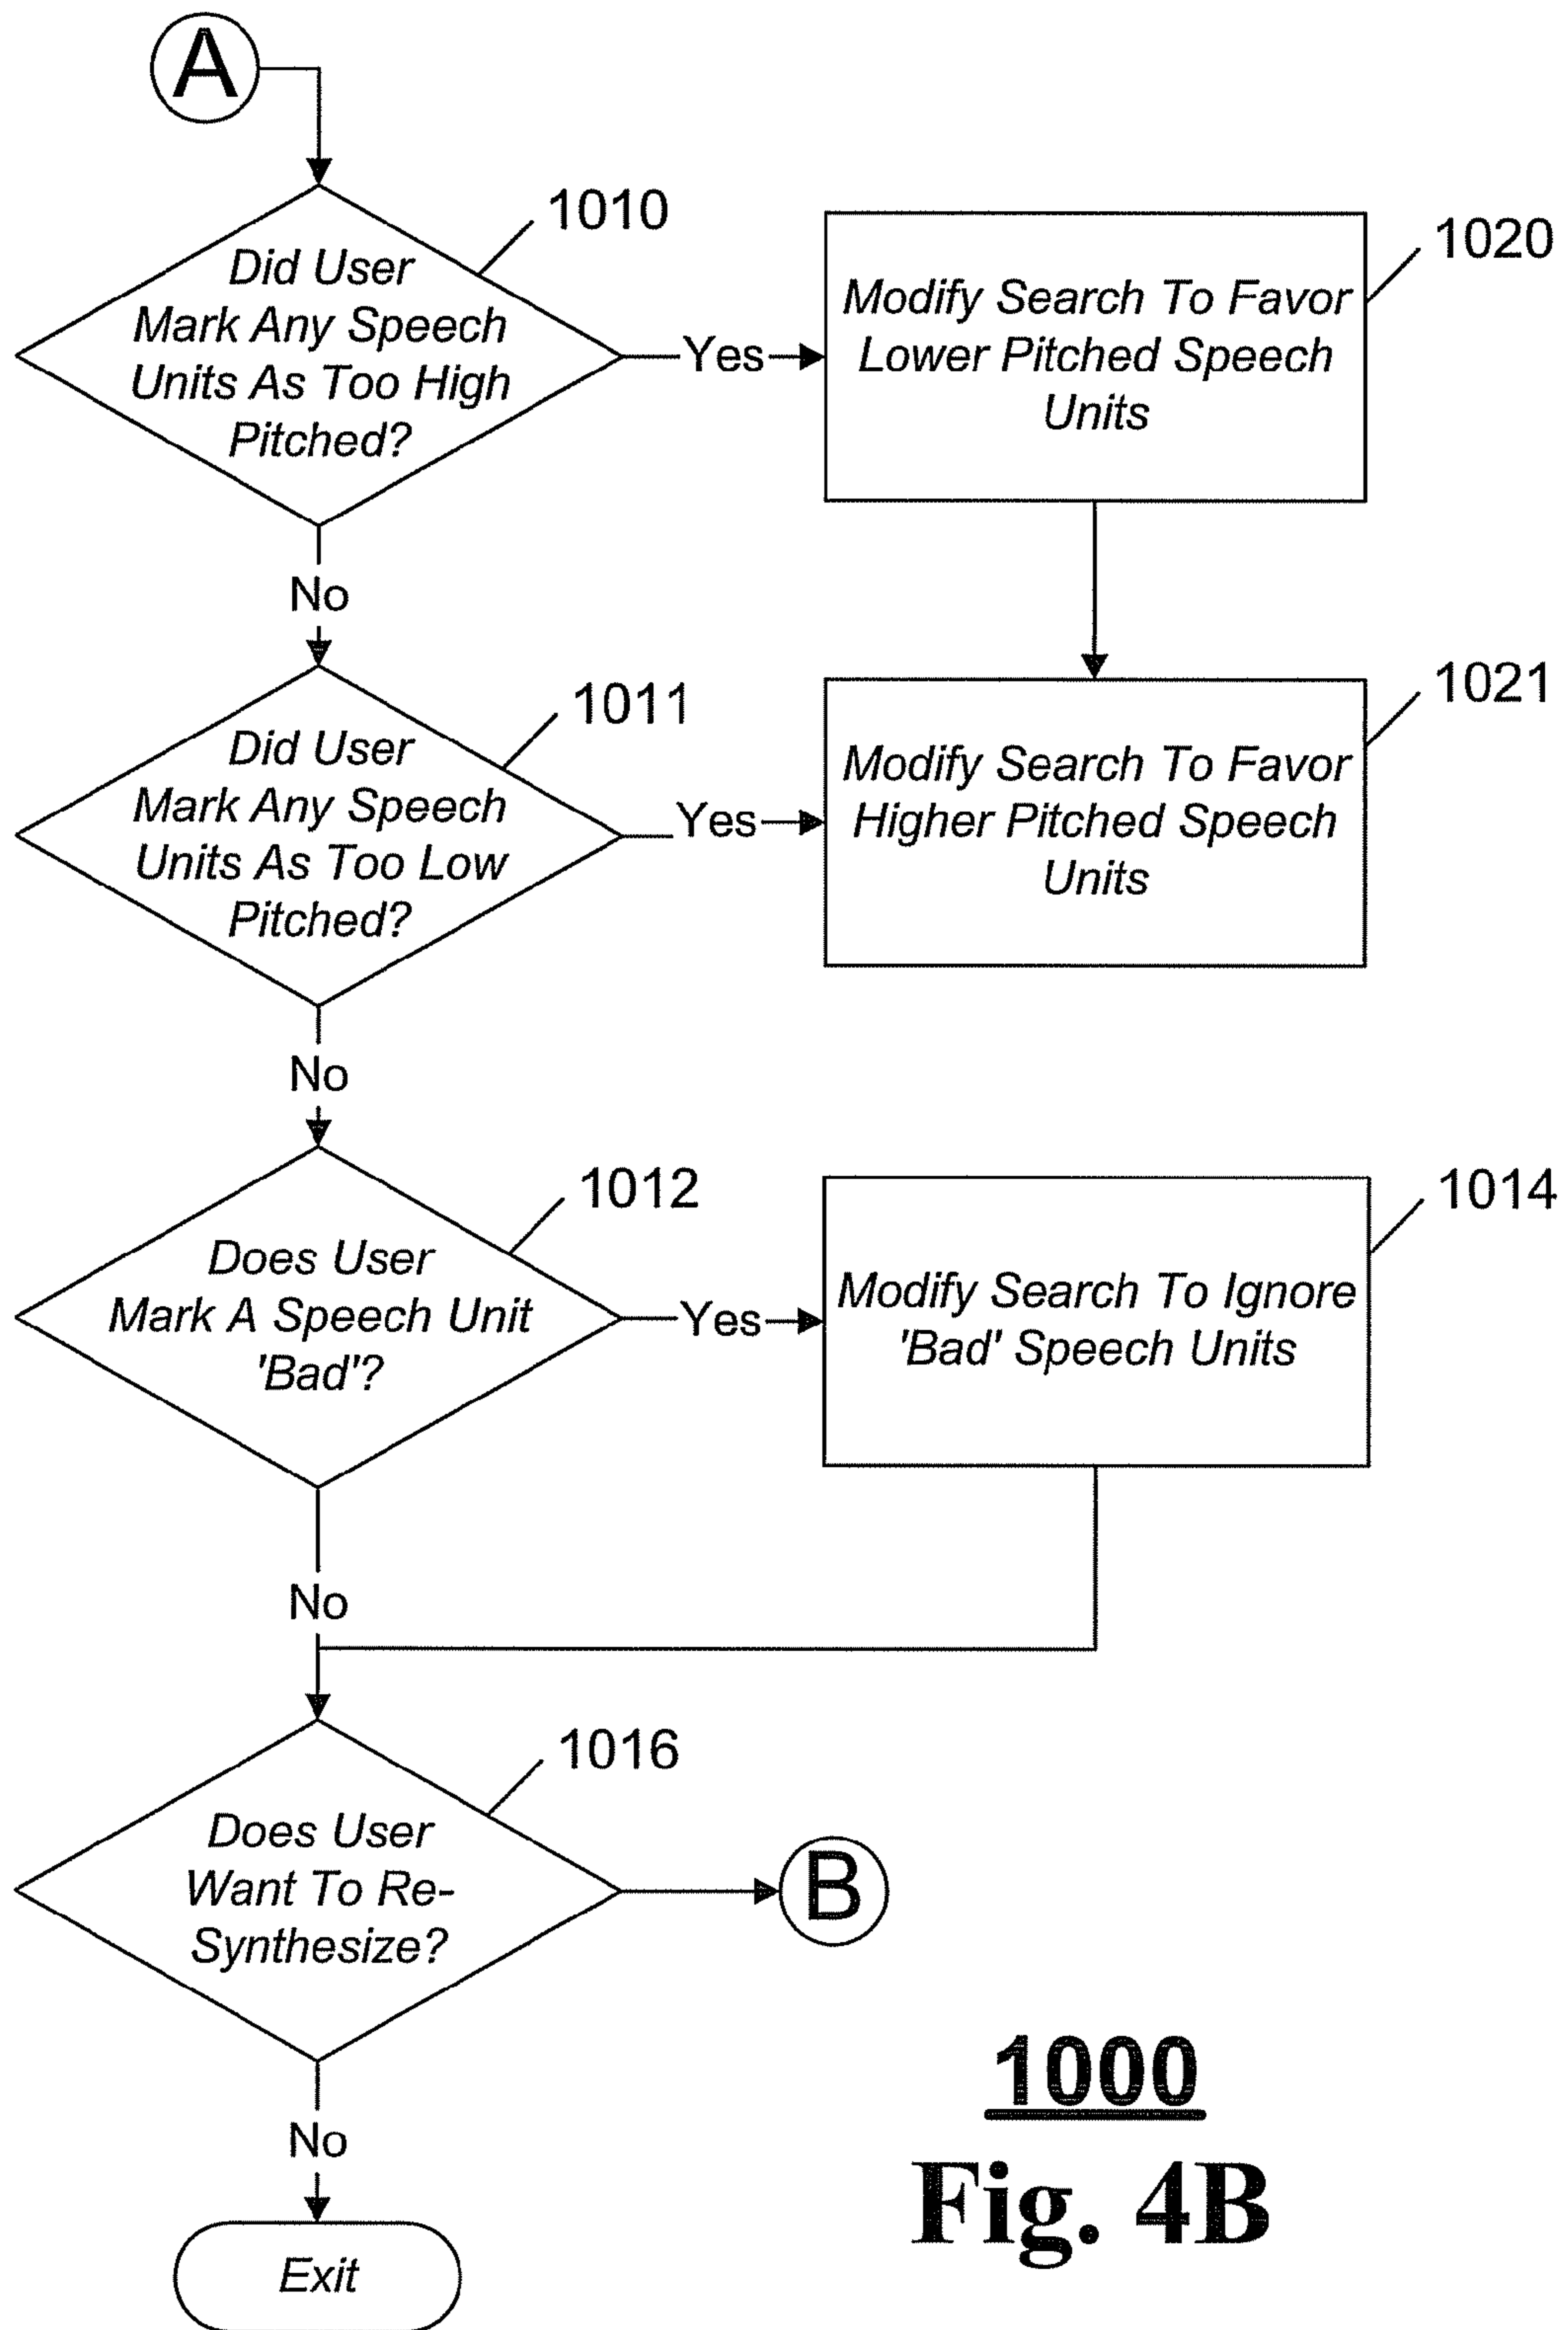 A
1010
Did User
Mark Any Speech
Units As Too High
Pitched?
Yes
1020
Modify Search To Favor
Lower Pitched Speech
Units
No
1011
Did User
Mark Any Speech
Units As Too Low
Pitched?
Yes
1021
Modify Search To Favor
Higher Pitched Speech
Units
No
1012
Does User
Mark A Speech Unit
'Bad'?
Yes
1014
Modify Search To Ignore
'Bad' Speech Units
No
1016
Does User
Want To Re-
Synthesize?
B
No
Exit
1000
Fig. 4B